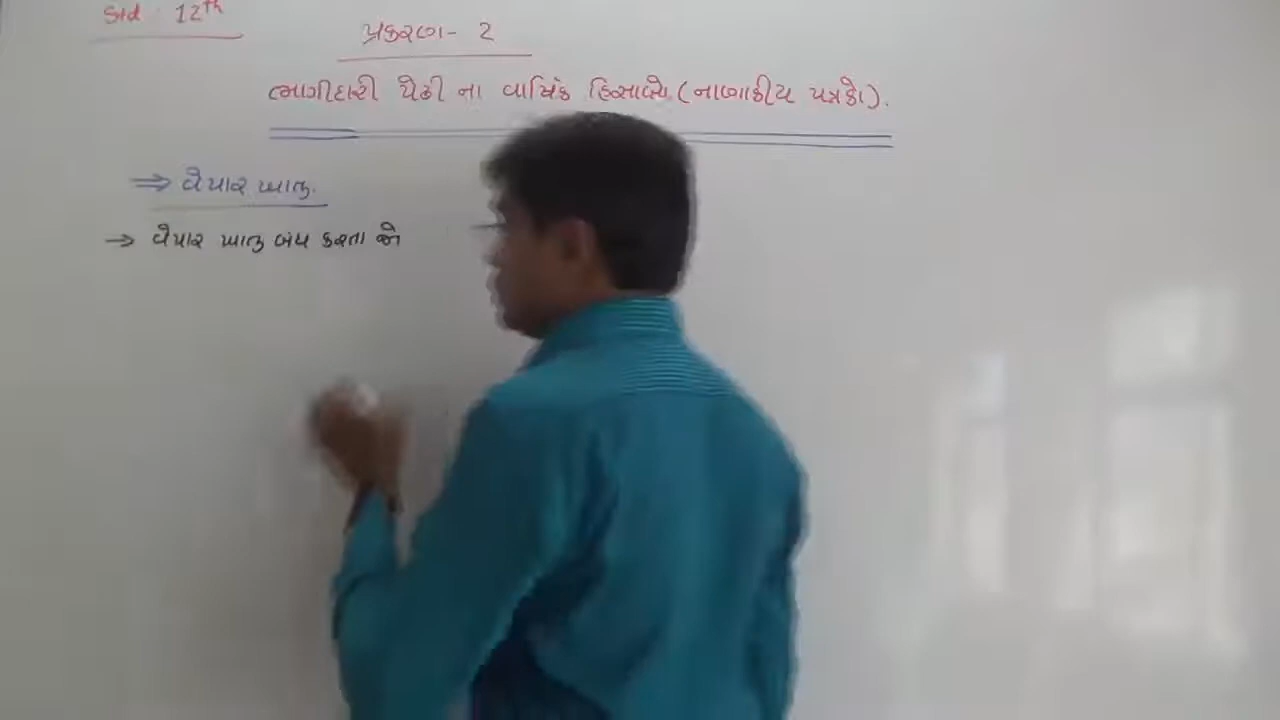 Std : 12th
પ્રકરણ - 2
ભાગીદારી પેઢી ના વાર્ષિક હિસાબો (નાણાકીય પત્રકો).
⇒ વેપાર ખાતુ.
→ વેપાર ખાતુ બંધ કરતા જો